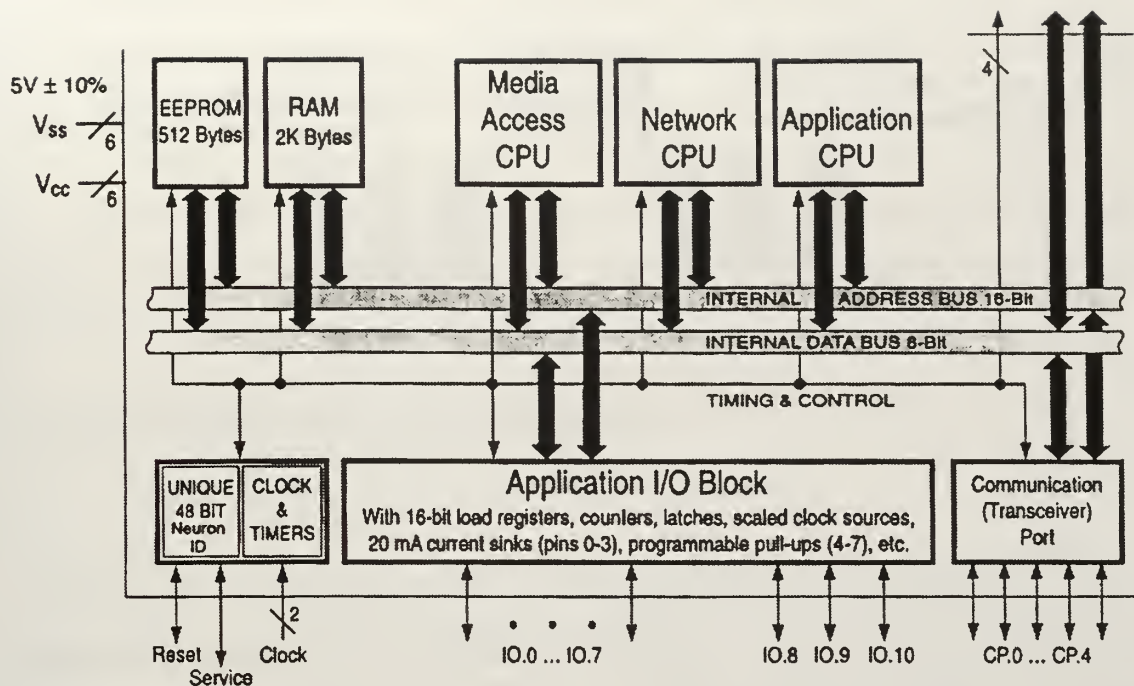 5V ± 10%
Vss
6
Vcc
6
EEPROM
512 Bytes
RAM
2K Bytes
Media
Access
CPU
Network
CPU
Application
CPU
4
INTERNAL ADDRESS BUS 16-Bit
INTERNAL DATA BUS 8-Bit
TIMING & CONTROL
UNIQUE
48 BIT
Neuron
ID
CLOCK
&
TIMERS
Application I/O Block
With 16-bit load registers, counters, latches, scaled clock sources,
20 mA current sinks (pins 0-3), programmable pull-ups (4-7), etc.
Communication
(Transceiver)
Port
2
Reset
Service
Clock
• • •
IO.0 ... IO.7
IO.8
IO.9
IO.10
CP.0 ... CP.4